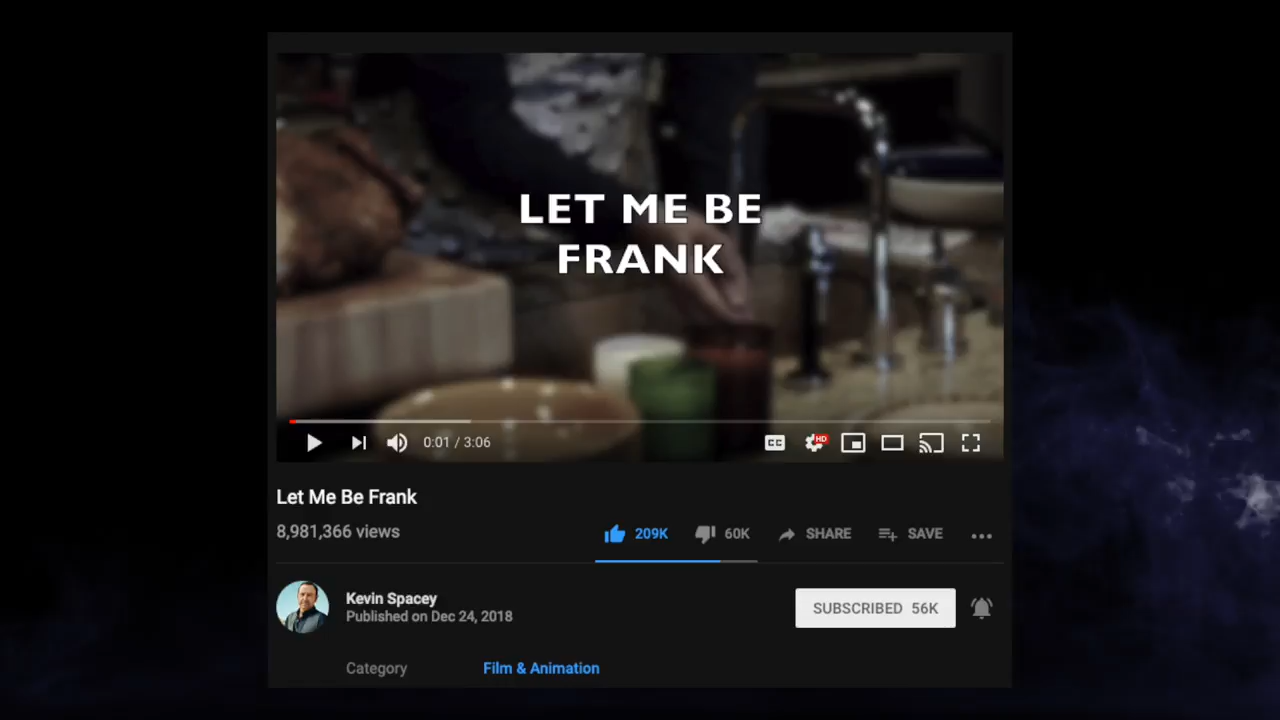 LET ME BE
FRANK
CC
HD
0:01 / 3:06
Let Me Be Frank
8,981,366 views
209K
60K
SHARE
SAVE
Kevin Spacey
Published on Dec 24, 2018
SUBSCRIBED 56K
Category
Film & Animation